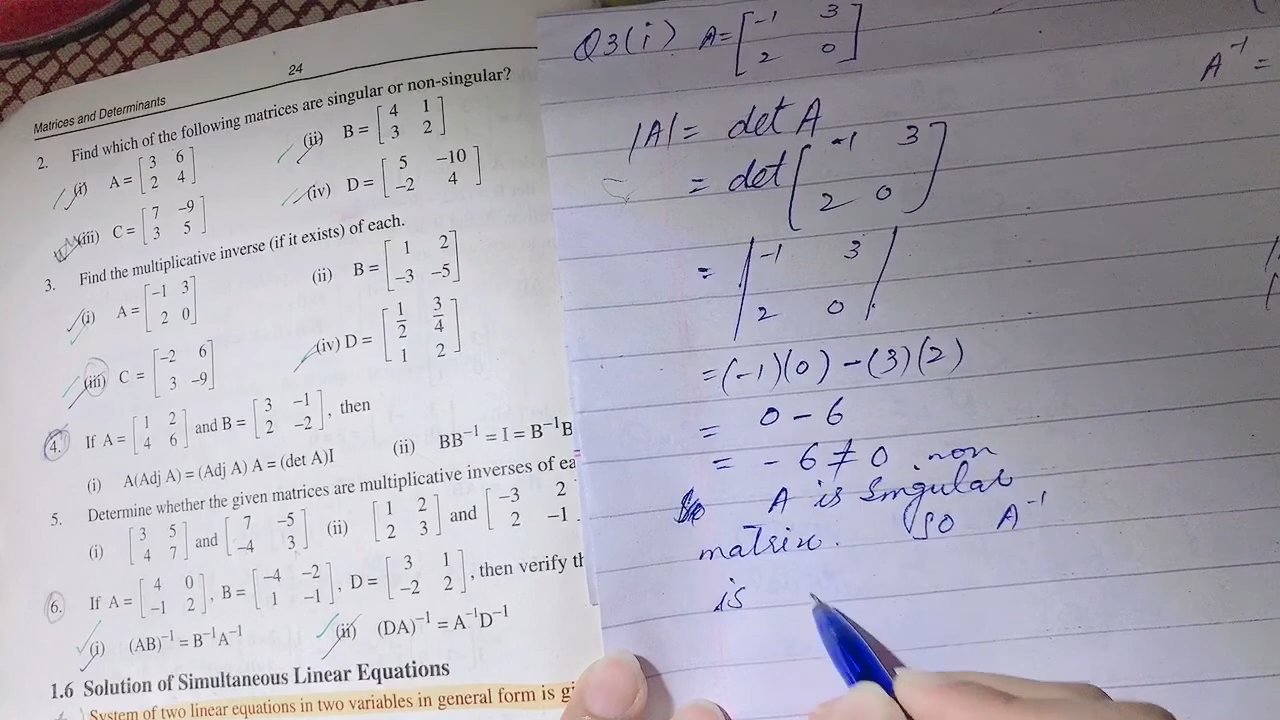 24
Matrices and Determinants
2. Find which of the following matrices are singular or non-singular?
(i) A = [3 6
2 4]
(ii) B = [4 1
3 2]
(iii) C = [7 -9
3 5]
(iv) D = [5 -10
-2 4]
3. Find the multiplicative inverse (if it exists) of each.
(i) A = [-1 3
2 0]
(ii) B = [1 2
-3 -5]
(iii) C = [-2 6
3 -9]
(iv) D = [1/2 3/4
1 2]
4. If A = [1 2
4 6] and B = [3 -1
2 -2], then
(i) A(Adj A) = (Adj A) A = (det A)I
(ii) BB⁻¹ = I = B⁻¹B
5. Determine whether the given matrices are multiplicative inverses of ea
(i) [3 5
4 7] and [7 -5
-4 3]
(ii) [1 2
2 3] and [-3 2
2 -1
6. If A = [4 0
-1 2], B = [-4 -2
1 -1], D = [3 1
-2 2], then verify th
(i) (AB)⁻¹ = B⁻¹A⁻¹
(ii) (DA)⁻¹ = A⁻¹D⁻¹
1.6 Solution of Simultaneous Linear Equations
System of two linear equations in two variables in general form is gi
Q3(i) A = [-1 3
2 0]
A⁻¹ =
|A| = det A
= det [-1 3
2 0]
= |-1 3
2 0|
= (-1)(0) - (3)(2)
= 0 - 6
= - 6 ≠ 0 non
So A is Singular
matrix. So A⁻¹
is